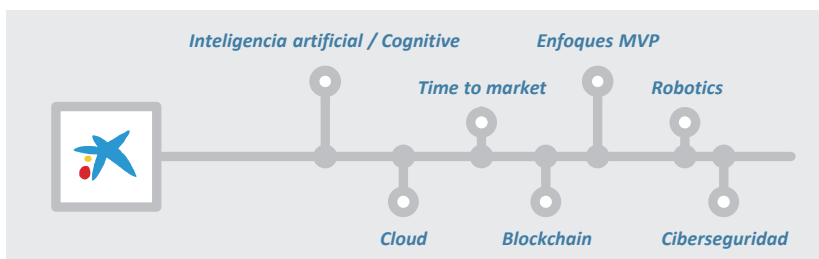 Inteligencia artificial / Cognitive
Enfoques MVP
Time to market
Robotics
Cloud
Blockchain
Ciberseguridad